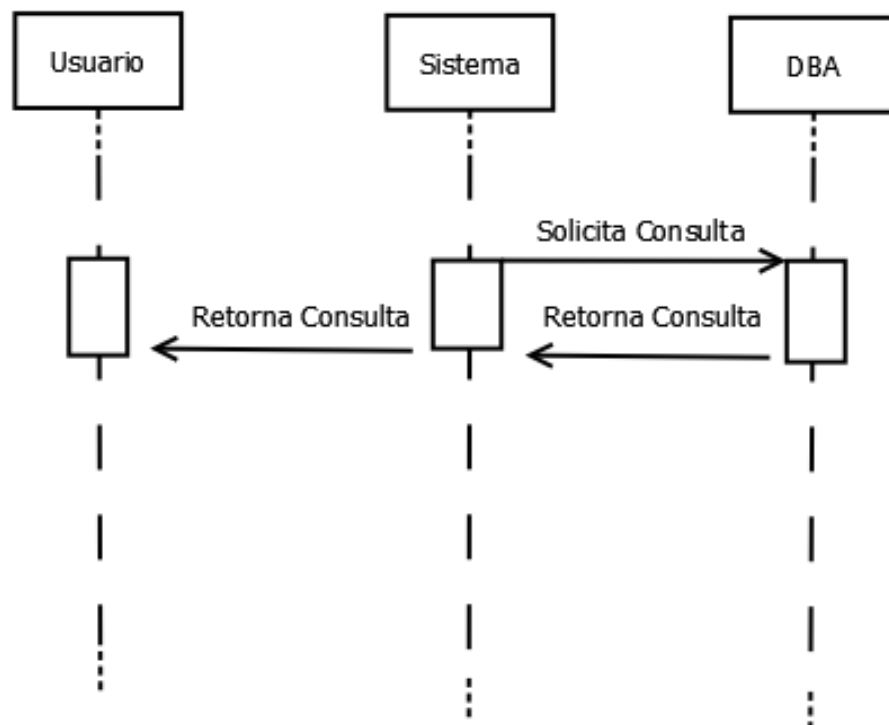 Usuario
Sistema
DBA
Solicita Consulta
Retorna Consulta
Retorna Consulta